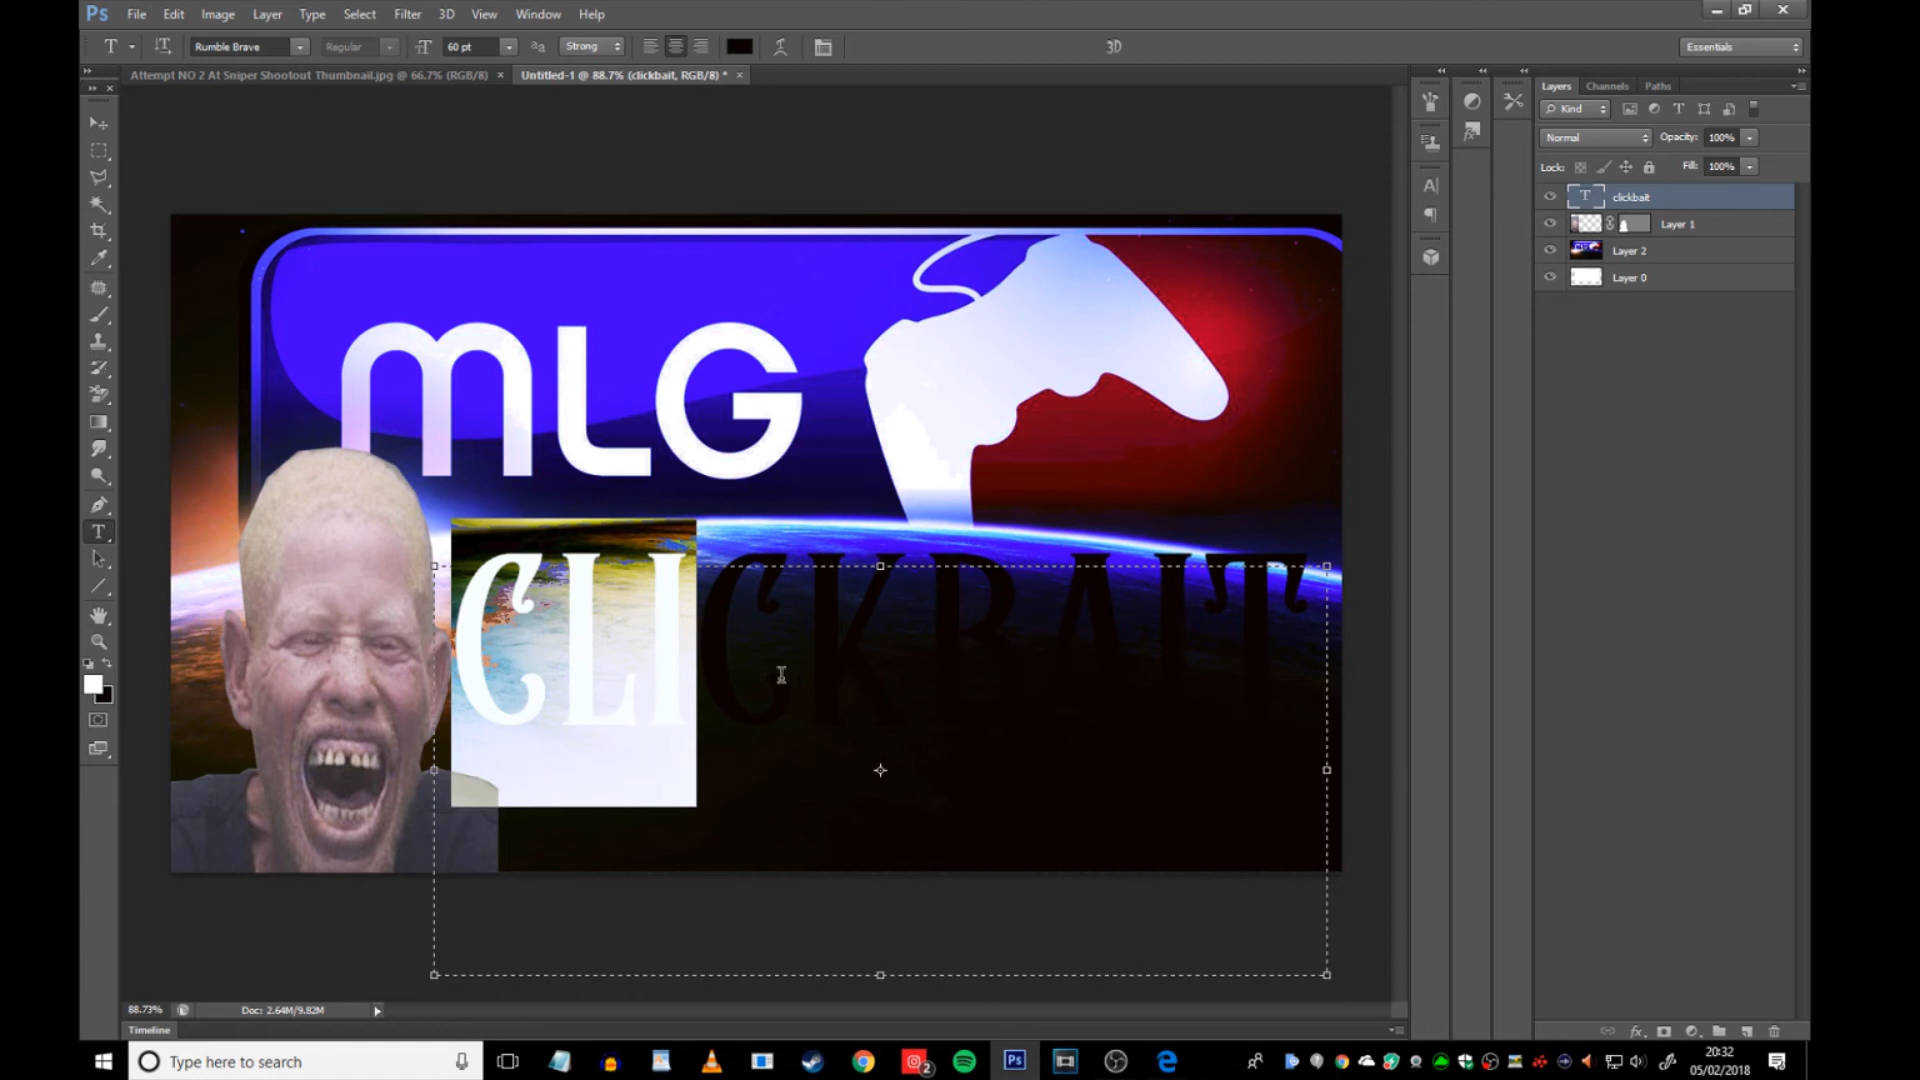 Ps File Edit Image Layer Type Select Filter 3D View Window Help
T Rumble Brave Regular 60 pt aa Strong 3D Essentials
Attempt NO 2 At Sniper Shootout Thumbnail.jpg @ 66.7% (RGB/8) × Untitled-1 @ 88.7% (clickbait, RGB/8) * ×
Layers Channels Paths
Kind
Normal Opacity: 100%
Lock: Fill: 100%
T clickbait
Layer 1
Layer 2
Layer 0
MLG
CLICKBAIT
88.73% Doc: 2.64M/9.82M
Timeline
Type here to search
2
Ps
20:32
05/02/2018